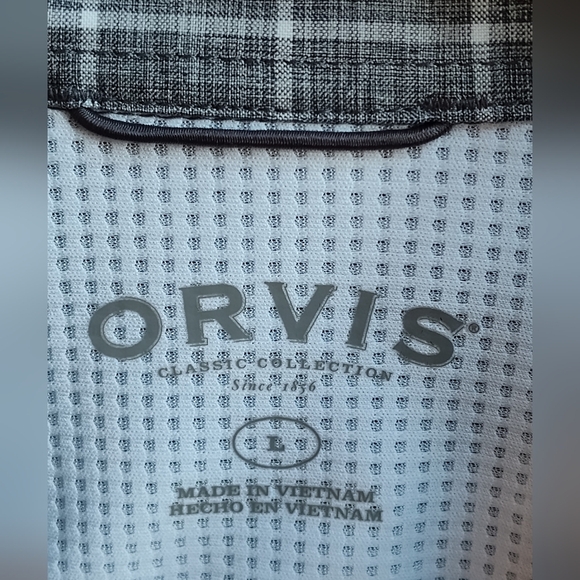 ORVIS®
CLASSIC COLLECTION
Since 1856
L
MADE IN VIETNAM
HECHO EN VIETNAM